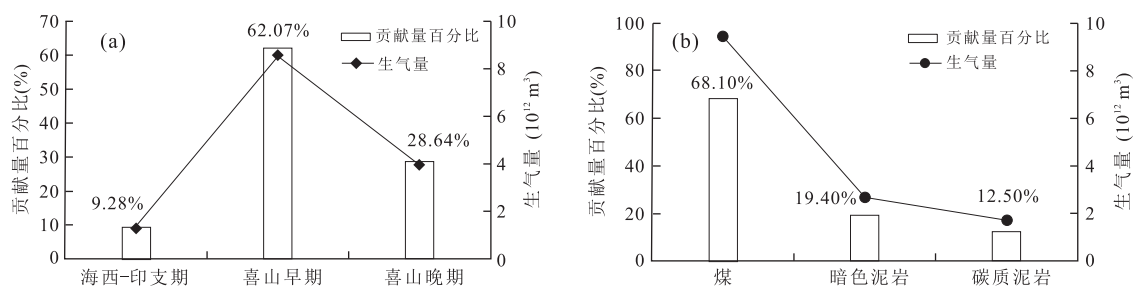 (a)
贡献量百分比
生气量
贡献量百分比(%)
70
60
50
40
30
20
10
0
9.28%
62.07%
28.64%
海西-印支期
喜山早期
喜山晚期
10
8
6
4
2
0
生气量 (10¹² m³)
(b)
贡献量百分比
生气量
贡献量百分比(%)
100
80
60
40
20
0
68.10%
19.40%
12.50%
煤
暗色泥岩
碳质泥岩
10
8
6
4
2
0
生气量 (10¹² m³)